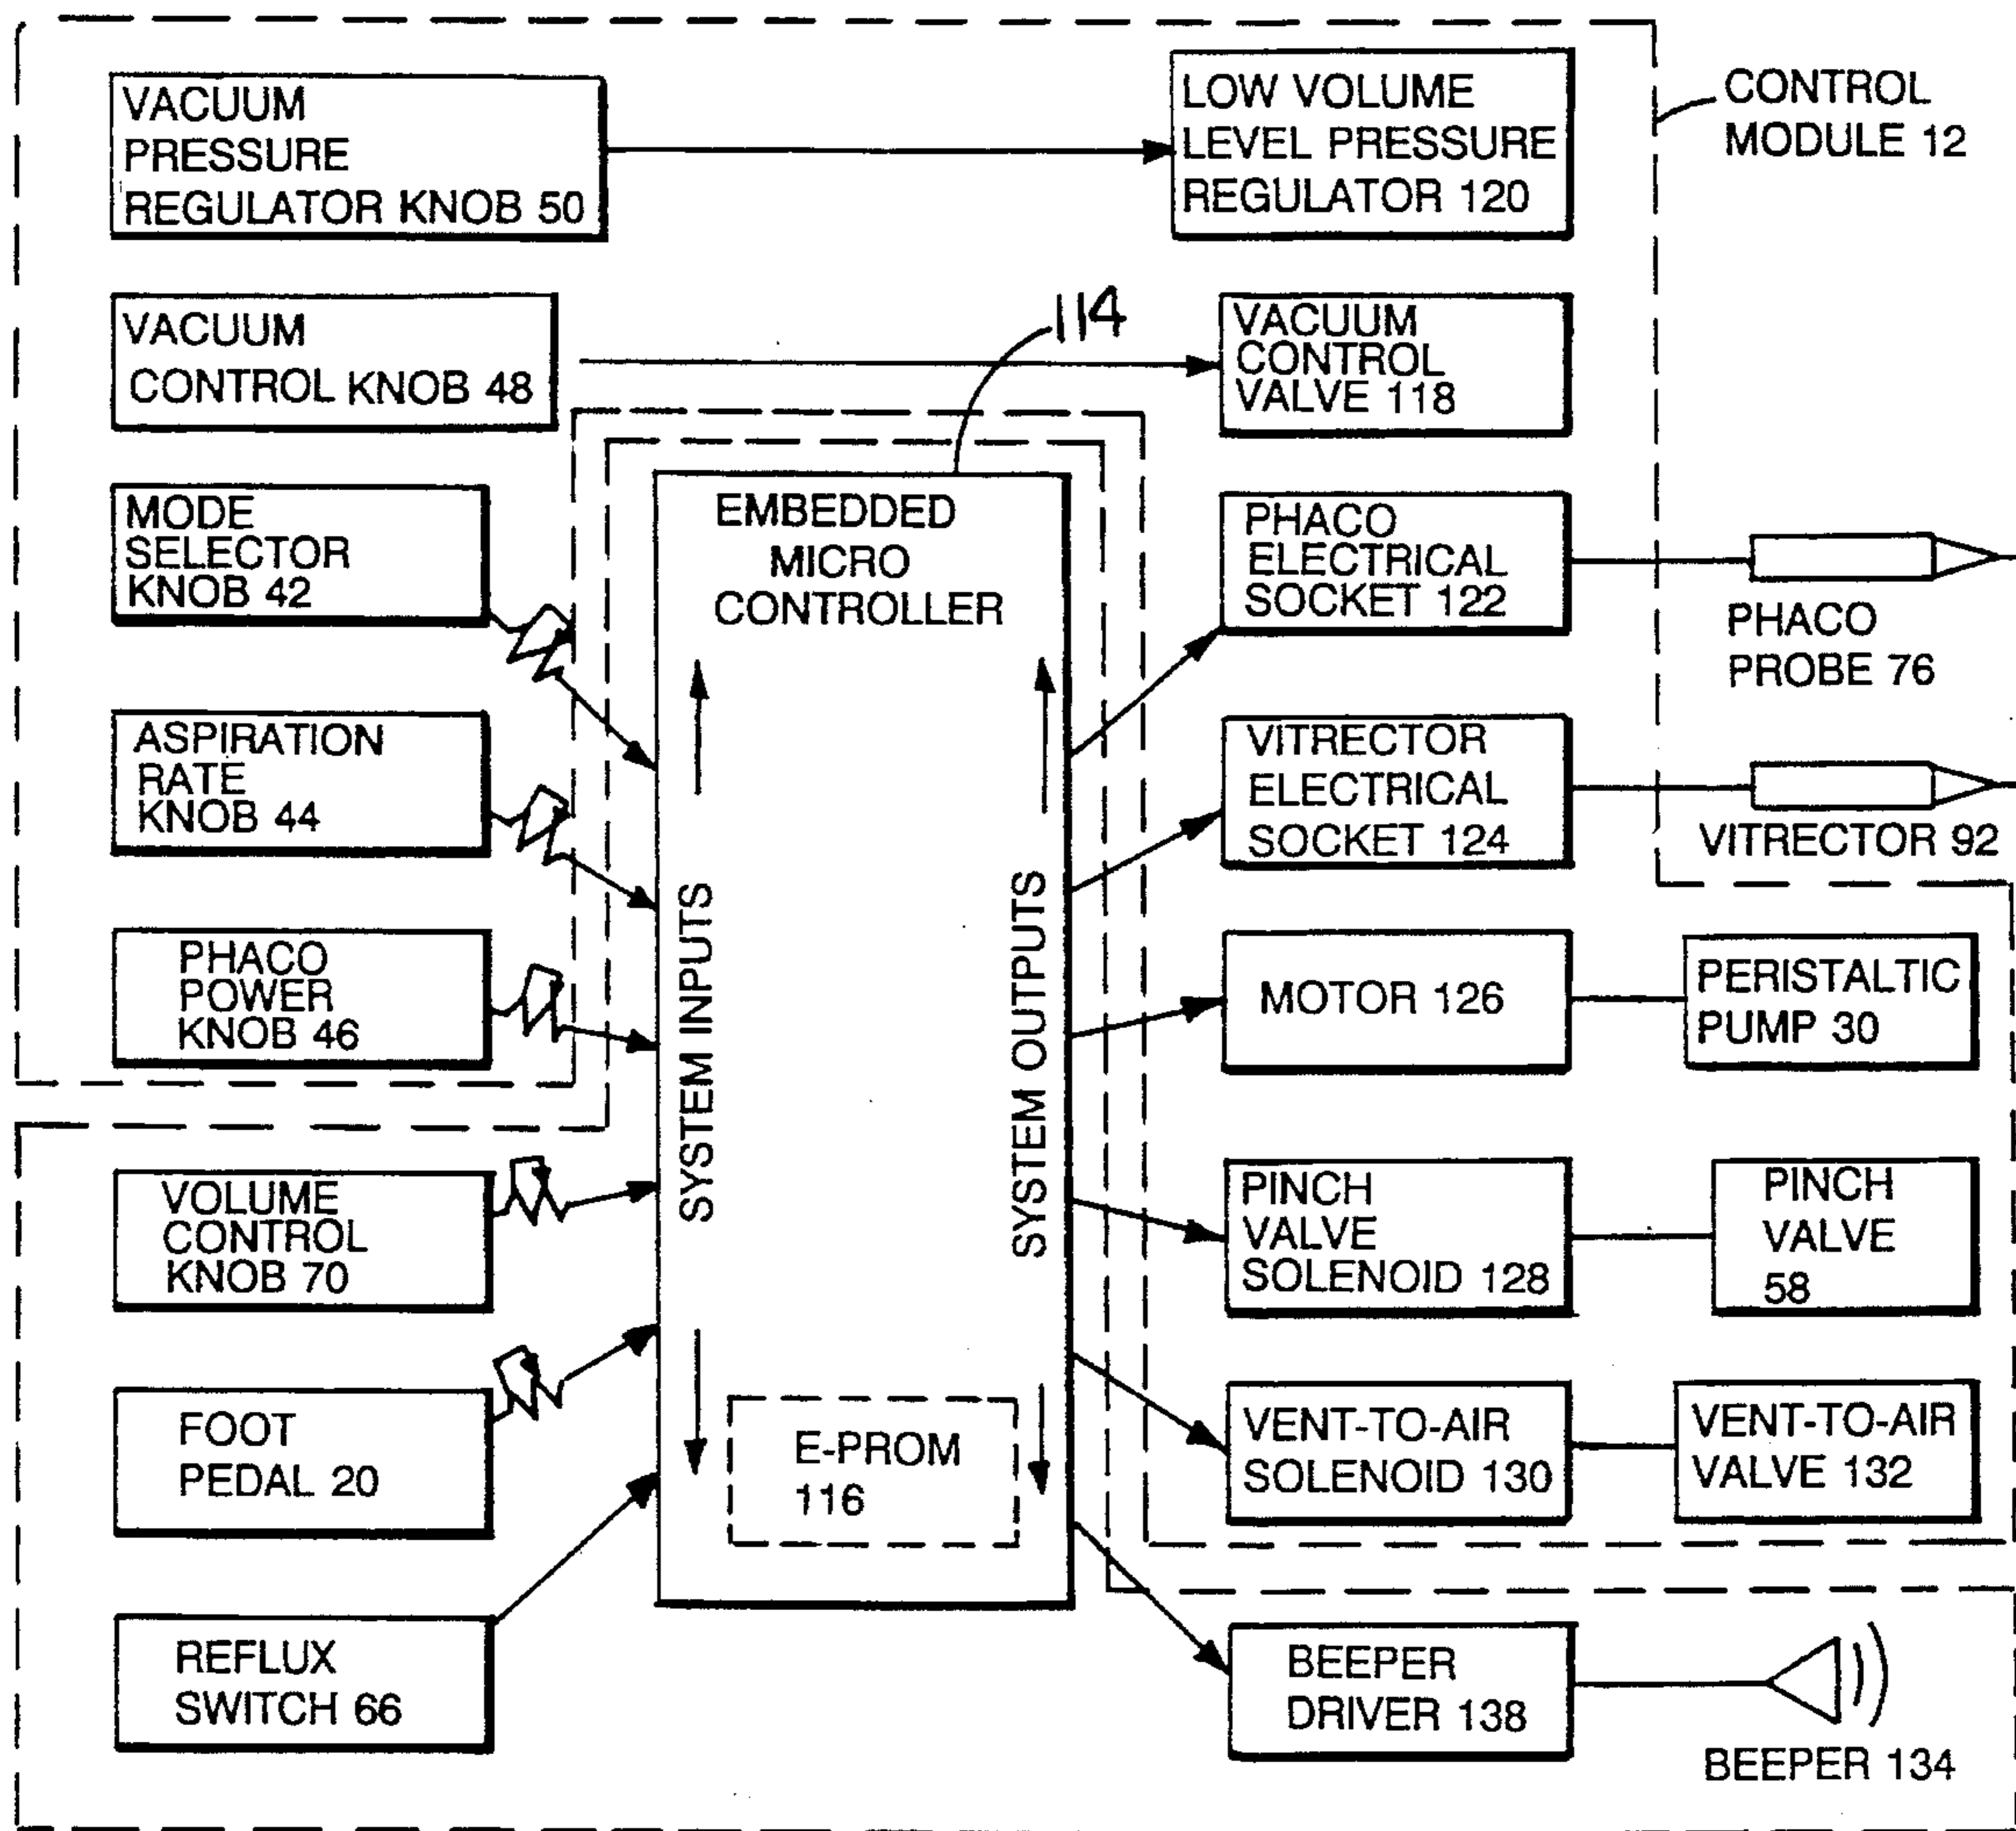 VACUUM
PRESSURE
REGULATOR KNOB 50
LOW VOLUME
LEVEL PRESSURE
REGULATOR 120
CONTROL
MODULE 12
VACUUM
CONTROL KNOB 48
114
VACUUM
CONTROL
VALVE 118
MODE
SELECTOR
KNOB 42
EMBEDDED
MICRO
CONTROLLER
PHACO
ELECTRICAL
SOCKET 122
PHACO
PROBE 76
ASPIRATION
RATE
KNOB 44
VITRECTOR
ELECTRICAL
SOCKET 124
VITRECTOR 92
PHACO
POWER
KNOB 46
SYSTEM INPUTS
SYSTEM OUTPUTS
MOTOR 126
PERISTALTIC
PUMP 30
VOLUME
CONTROL
KNOB 70
PINCH
VALVE
SOLENOID 128
PINCH
VALVE
58
FOOT
PEDAL 20
E-PROM
116
VENT-TO-AIR
SOLENOID 130
VENT-TO-AIR
VALVE 132
REFLUX
SWITCH 66
BEEPER
DRIVER 138
BEEPER 134